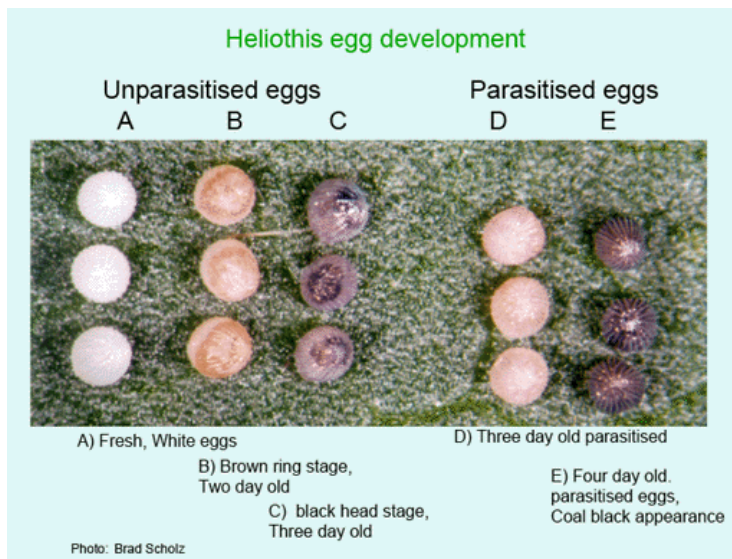 Heliothis egg development
Unparasitised eggs
Parasitised eggs
A
B
C
D
E
A) Fresh, White eggs
B) Brown ring stage,
Two day old
C) black head stage,
Three day old
D) Three day old parasitised
E) Four day old.
parasitised eggs,
Coal black appearance
Photo: Brad Scholz